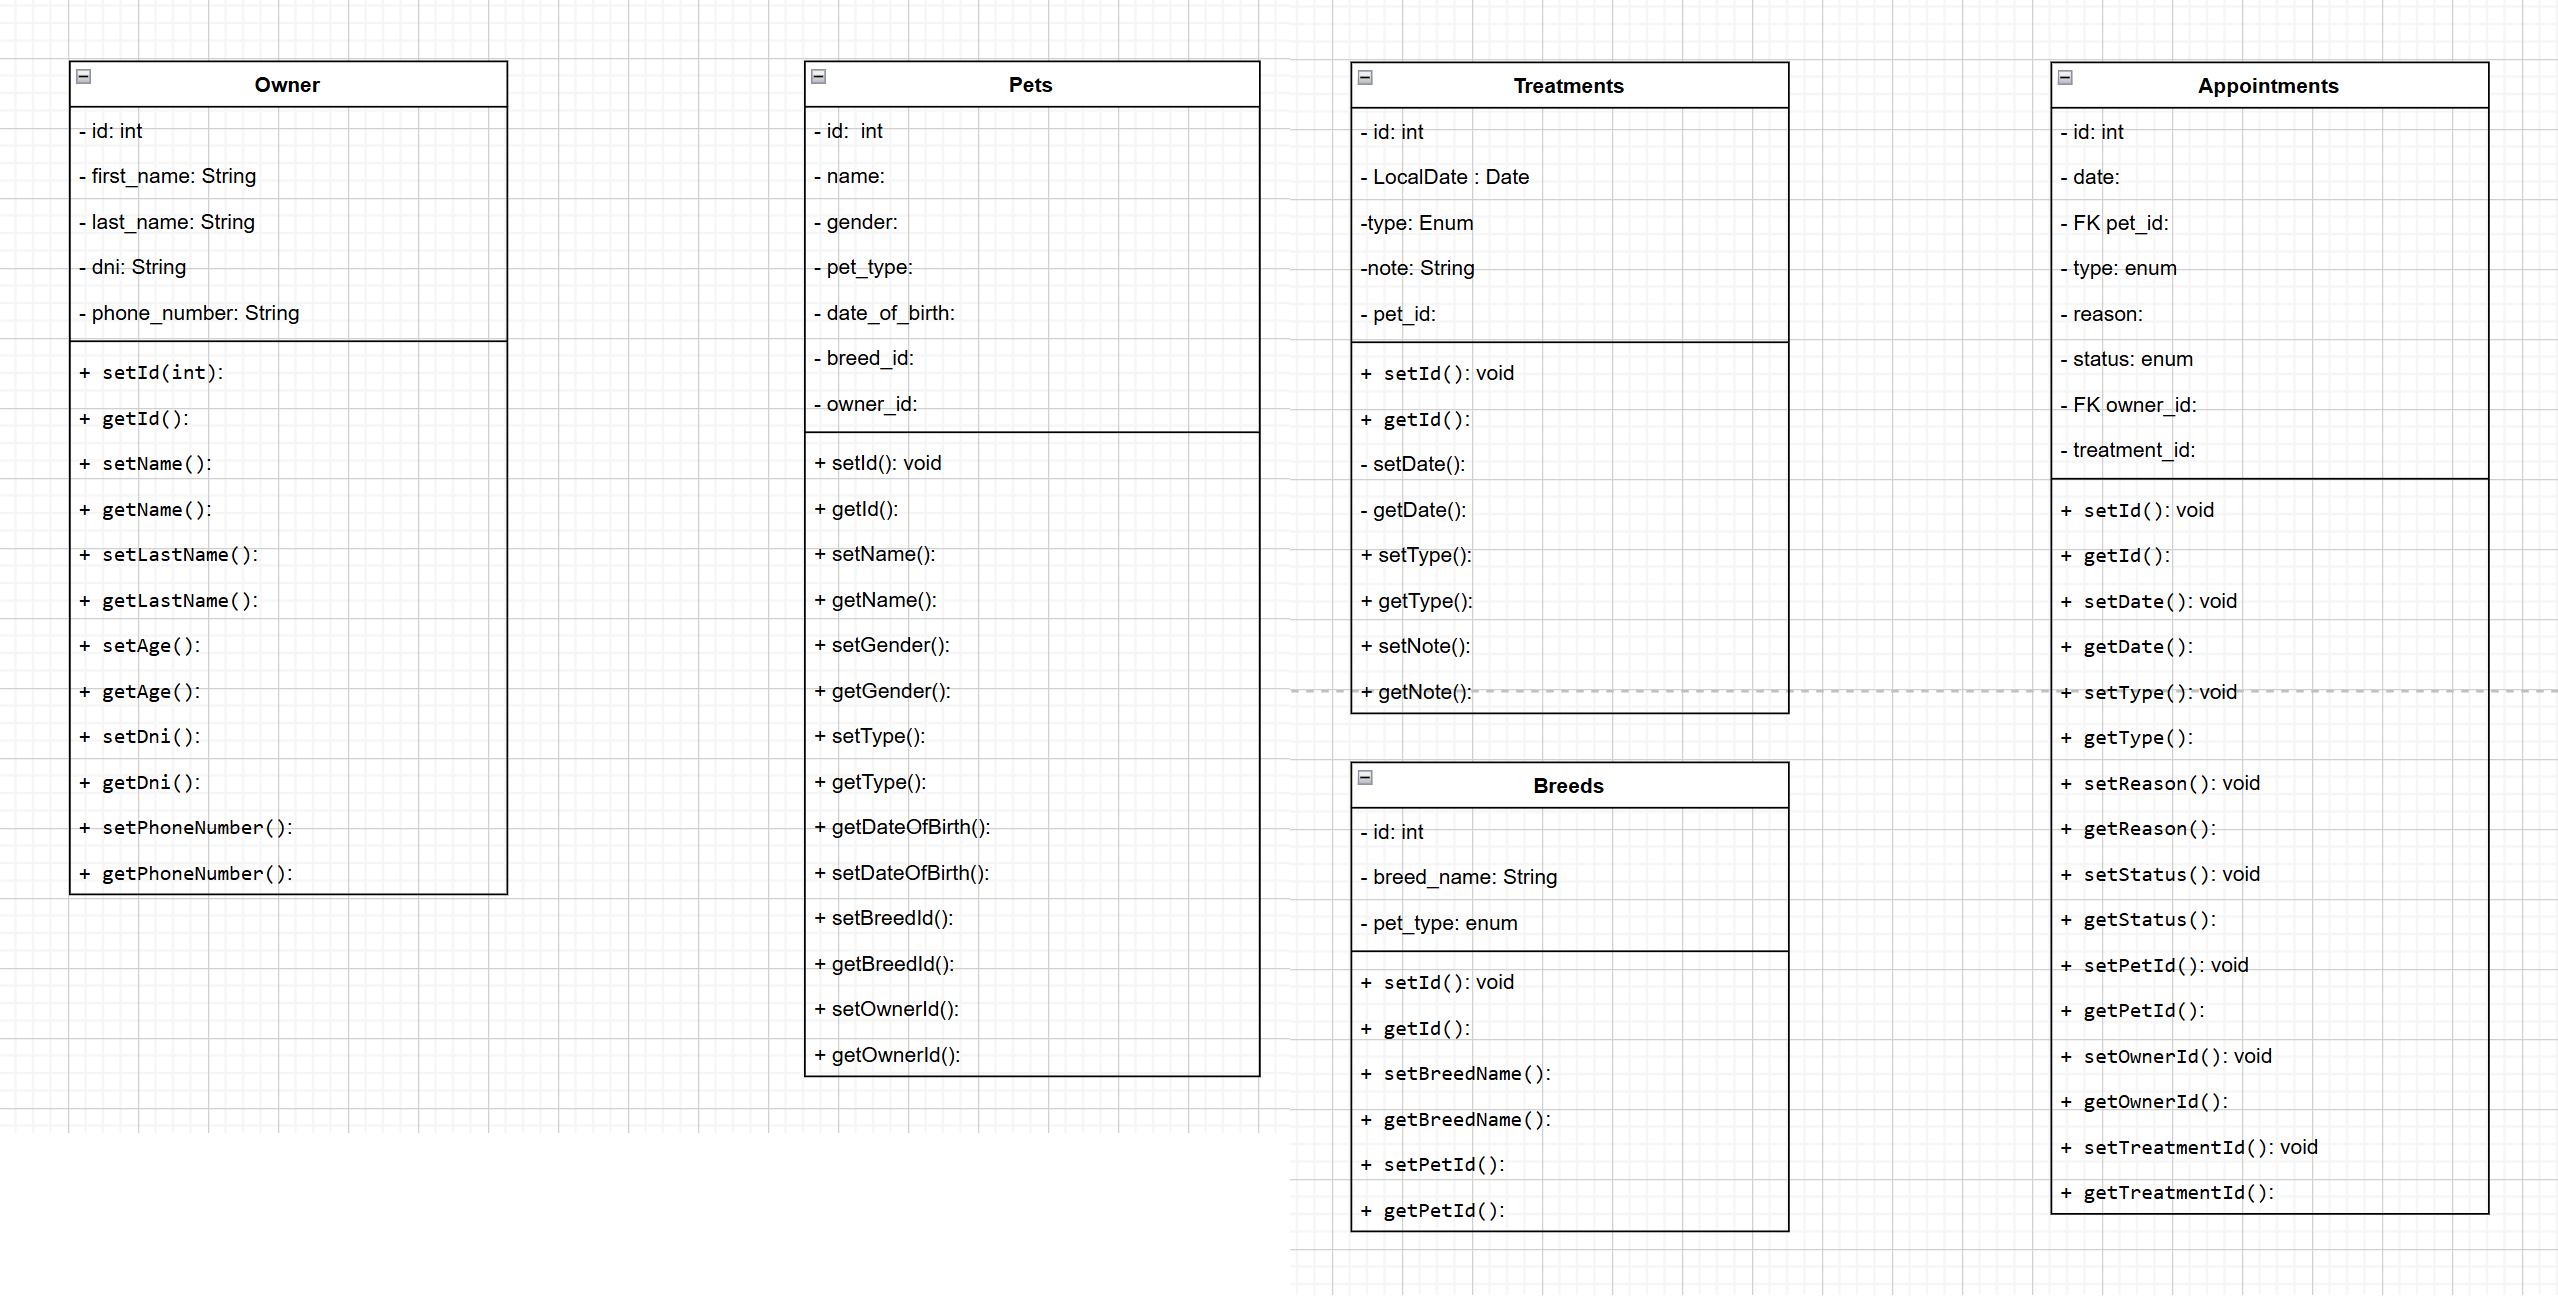 Owner
- id: int
- first_name: String
- last_name: String
- dni: String
- phone_number: String
+ setId(int):
+ getId():
+ setName():
+ getName():
+ setLastName():
+ getLastName():
+ setAge():
+ getAge():
+ setDni():
+ getDni():
+ setPhoneNumber():
+ getPhoneNumber():
Pets
- id: int
- name:
- gender:
- pet_type:
- date_of_birth:
- breed_id:
- owner_id:
+ setId(): void
+ getId():
+ setName():
+ getName():
+ setGender():
+ getGender():
+ setType():
+ getType():
+ getDateOfBirth():
+ setDateOfBirth():
+ setBreedId():
+ getBreedId():
+ setOwnerId():
+ getOwnerId():
Treatments
- id: int
- LocalDate : Date
-type: Enum
-note: String
- pet_id:
+ setId(): void
+ getId():
- setDate():
- getDate():
+ setType():
+ getType():
+ setNote():
+ getNote():
Breeds
- id: int
- breed_name: String
- pet_type: enum
+ setId(): void
+ getId():
+ setBreedName():
+ getBreedName():
+ setPetId():
+ getPetId():
Appointments
- id: int
- date:
- FK pet_id:
- type: enum
- reason:
- status: enum
- FK owner_id:
- treatment_id:
+ setId(): void
+ getId():
+ setDate(): void
+ getDate():
+ setType(): void
+ getType():
+ setReason(): void
+ getReason():
+ setStatus(): void
+ getStatus():
+ setPetId(): void
+ getPetId():
+ setOwnerId(): void
+ getOwnerId():
+ setTreatmentId(): void
+ getTreatmentId():